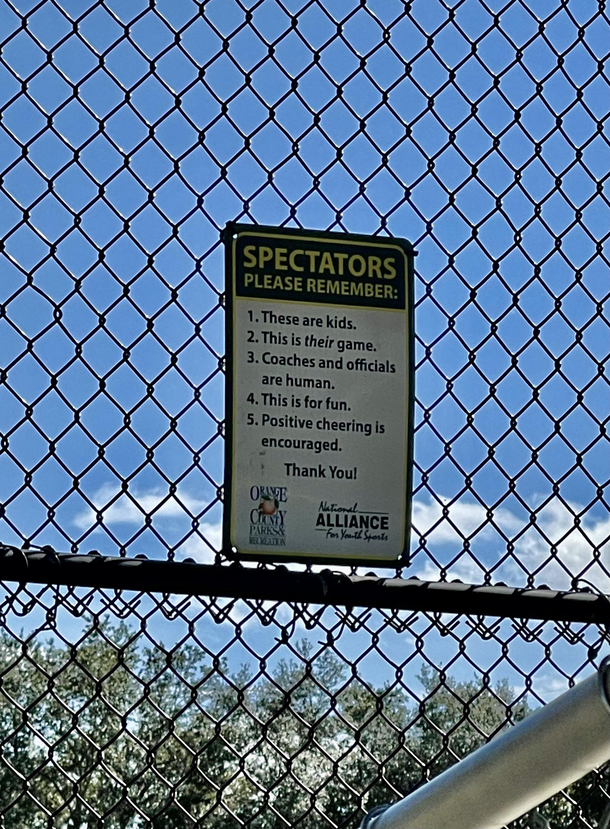 SPECTATORS
PLEASE REMEMBER:
1. These are kids.
2. This is their game.
3. Coaches and officials
are human.
4. This is for fun.
5. Positive cheering is
encouraged.
Thank You!
ORANGE
COUNTY
PARKS &
RECREATION
National
ALLIANCE
For Youth Sports